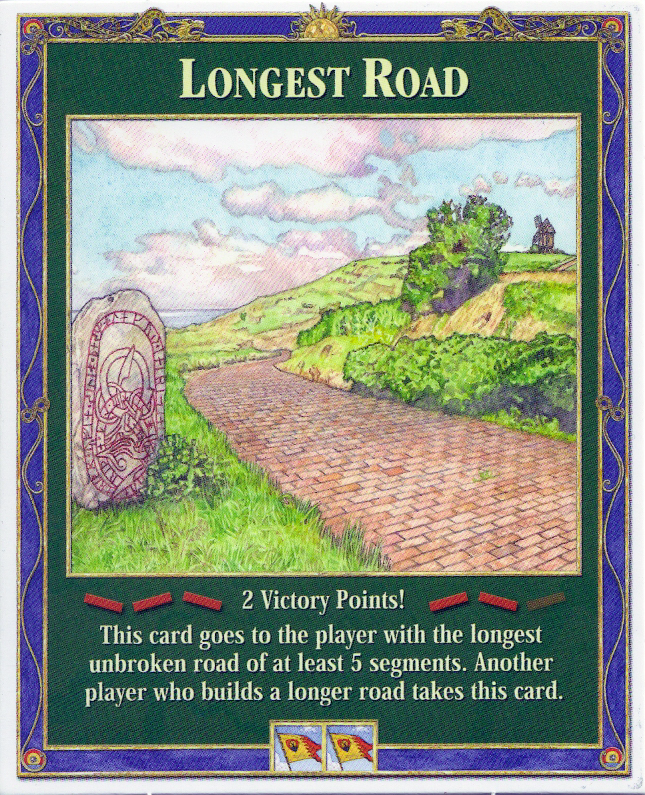 LONGEST ROAD
2 Victory Points!
This card goes to the player with the longest
unbroken road of at least 5 segments. Another
player who builds a longer road takes this card.